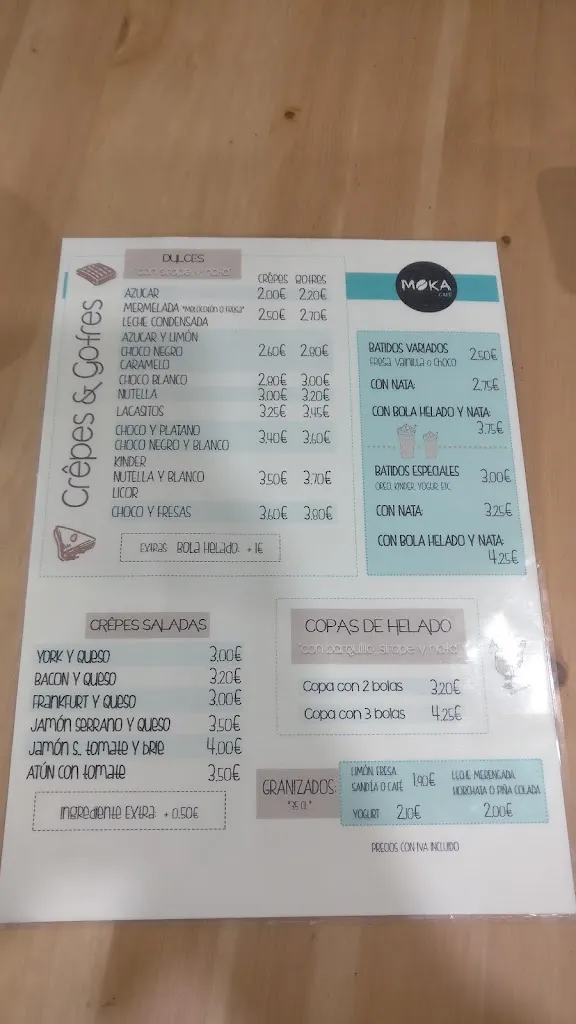 DULCES
"con sirope y nata"
CRÊPES GOFRES
Crêpes & Gofres
AZUCAR 2.00€ 2.20€
MERMELADA "MELOCOTÓN O FRESA"
LECHE CONDENSADA
2.50€ 2.70€
AZUCAR Y LIMÓN
CHOCO NEGRO
CARAMELO
2.60€ 2.80€
CHOCO BLANCO 2.80€ 3.00€
NUTELLA 3.00€ 3.20€
LACASITOS 3.25€ 3.45€
CHOCO Y PLATANO
CHOCO NEGRO Y BLANCO
3.40€ 3.60€
KINDER
NUTELLA Y BLANCO
LICOR
3.50€ 3.70€
CHOCO Y FRESAS 3.60€ 3.80€
EXTRAS BOLA HELADO: + 1€
MOKA
CAFÉ
BATIDOS VARIADOS 2.50€
FRESA, VAINILLA O CHOCO
CON NATA: 2.75€
CON BOLA HELADO Y NATA:
3.75€
BATIDOS ESPECIALES 3.00€
OREO, KINDER, YOGUR, ETC.
CON NATA: 3.25€
CON BOLA HELADO Y NATA:
4.25€
CRÊPES SALADAS
YORK Y QUESO 3.00€
BACON Y QUESO 3.20€
FRANKFURT Y QUESO 3.00€
JAMÓN SERRANO Y QUESO 3.50€
JAMÓN S., TOMATE Y BRIE 4.00€
ATÚN CON TOMATE 3.50€
INGREDIENTE EXTRA: + 0.50€
COPAS DE HELADO
"con barquillo, sirope y nata"
Copa con 2 bolas 3.20€
Copa con 3 bolas 4.25€
GRANIZADOS:
"35 CL."
LIMÓN, FRESA,
SANDÍA O CAFÉ 1.90€
YOGURT 2.10€
LECHE MERENGADA,
HORCHATA O PIÑA COLADA
2.00€
PRECIOS CON IVA INCLUIDO